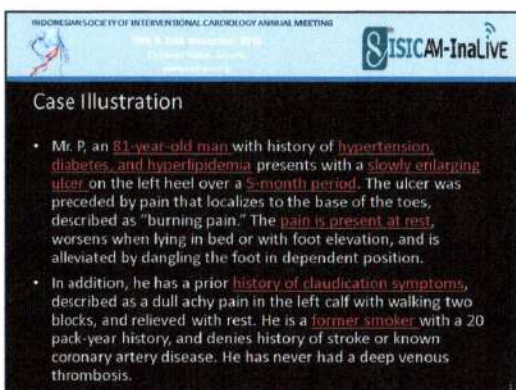 INDONESIAN SOCIETY OF INTERVENTIONAL CARDIOLOGY ANNUAL MEETING
ISICAM-InaLIVE
Case Illustration
• Mr. P, an 81-year-old man with history of hypertension,
diabetes, and hyperlipidemia presents with a slowly enlarging
ulcer on the left heel over a 5-month period. The ulcer was
preceded by pain that localizes to the base of the toes,
described as "burning pain." The pain is present at rest,
worsens when lying in bed or with foot elevation, and is
alleviated by dangling the foot in dependent position.
• In addition, he has a prior history of claudication symptoms,
described as a dull achy pain in the left calf with walking two
blocks, and relieved with rest. He is a former smoker with a 20
pack-year history, and denies history of stroke or known
coronary artery disease. He has never had a deep venous
thrombosis.